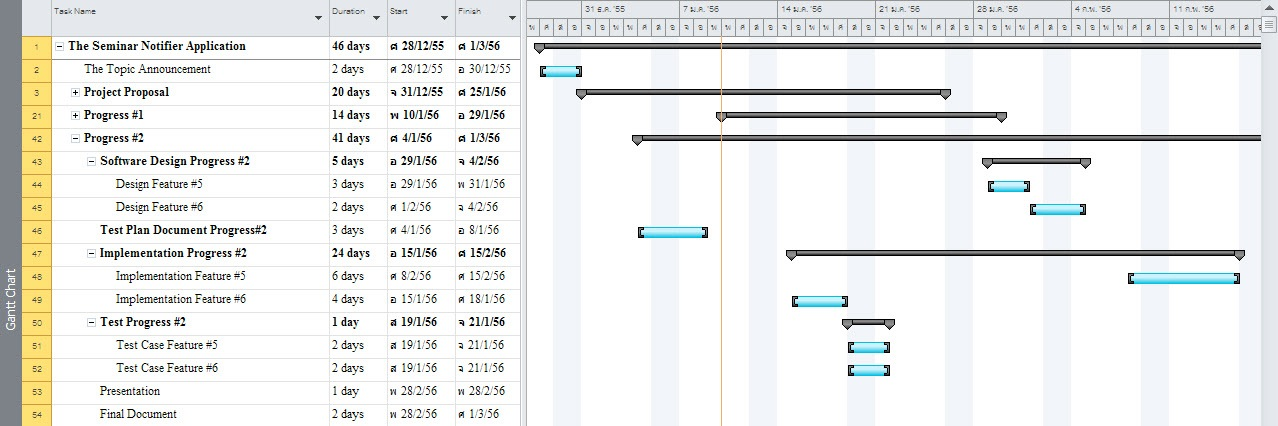 Task Name Duration Start Finish
31 ธ.ค. '55 7 ม.ค. '56 14 ม.ค. '56 21 ม.ค. '56 28 ม.ค. '56 4 ก.พ. '56 11 ก.พ. '56
1 The Seminar Notifier Application 46 days ศ 28/12/55 ศ 1/3/56
2 The Topic Announcement 2 days ศ 28/12/55 อ 30/12/55
3 Project Proposal 20 days จ 31/12/55 ศ 25/1/56
21 Progress #1 14 days พ 10/1/56 อ 29/1/56
42 Progress #2 41 days ศ 4/1/56 ศ 1/3/56
43 Software Design Progress #2 5 days อ 29/1/56 จ 4/2/56
44 Design Feature #5 3 days อ 29/1/56 พ 31/1/56
45 Design Feature #6 2 days ศ 1/2/56 จ 4/2/56
46 Test Plan Document Progress#2 3 days ศ 4/1/56 อ 8/1/56
47 Implementation Progress #2 24 days อ 15/1/56 ศ 15/2/56
48 Implementation Feature #5 6 days ศ 8/2/56 ศ 15/2/56
49 Implementation Feature #6 4 days อ 15/1/56 ศ 18/1/56
50 Test Progress #2 1 day ส 19/1/56 จ 21/1/56
51 Test Case Feature #5 2 days ส 19/1/56 จ 21/1/56
52 Test Case Feature #6 2 days ส 19/1/56 จ 21/1/56
53 Presentation 1 day พ 28/2/56 พ 28/2/56
54 Final Document 2 days พ 28/2/56 ศ 1/3/56
Gantt Chart